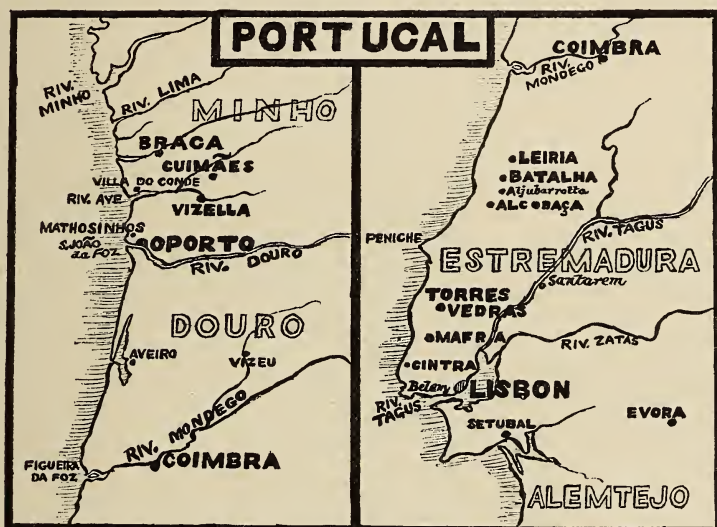 PORTUCAL
RIV.
MINHO
RIV. LIMA
MINHO
BRACA
CUIMÃES
VILLA DO CONDE
RIV. AVE
VIZELLA
MATHOSINHOS
S. JOÃO
da FOZ
OPORTO
RIV. DOURO
DOURO
AVEIRO
VIZEU
RIV. MONDEGO
FIGUEIRA
DA FOZ
COIMBRA
COIMBRA
RIV.
MONDEGO
LEIRIA
BATALHA
Aljubarrotta
ALCOBAÇA
PENICHE
RIV. TAGUS
ESTREMADURA
Santarem
TORRES
VEDRAS
MAFRA
RIV. ZATAS
CINTRA
Belem
LISBON
RIV.
TAGUS
SETUBAL
EVORA
ALEMTEJO